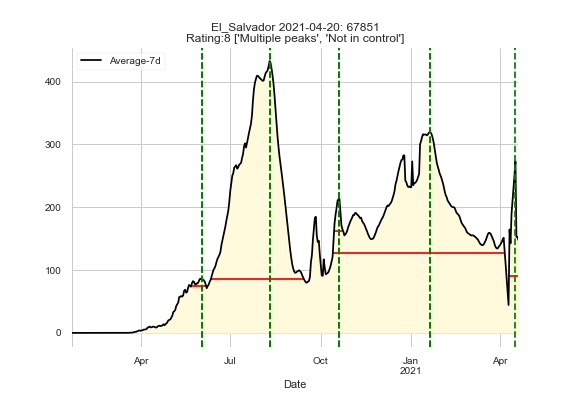 El_Salvador 2021-04-20: 67851
Rating:8 ['Multiple peaks', 'Not in control']
Average-7d
400
300
200
100
0
Apr
Jul
Oct
Jan
2021
Apr
Date